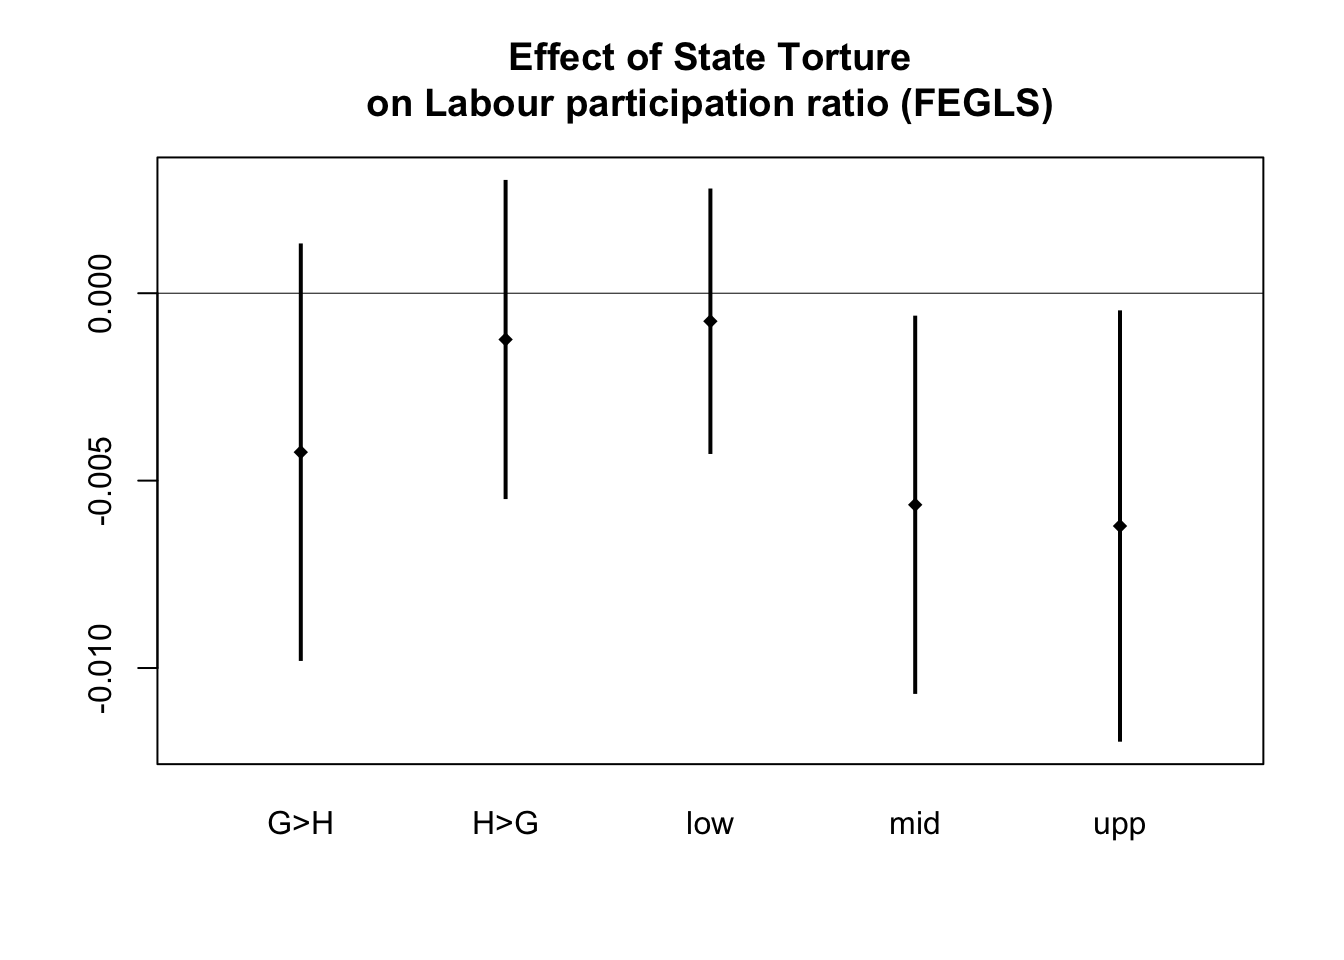 Effect of State Torture
on Labour participation ratio (FEGLS)
0.000
-0.005
-0.010
G>H H>G low mid upp